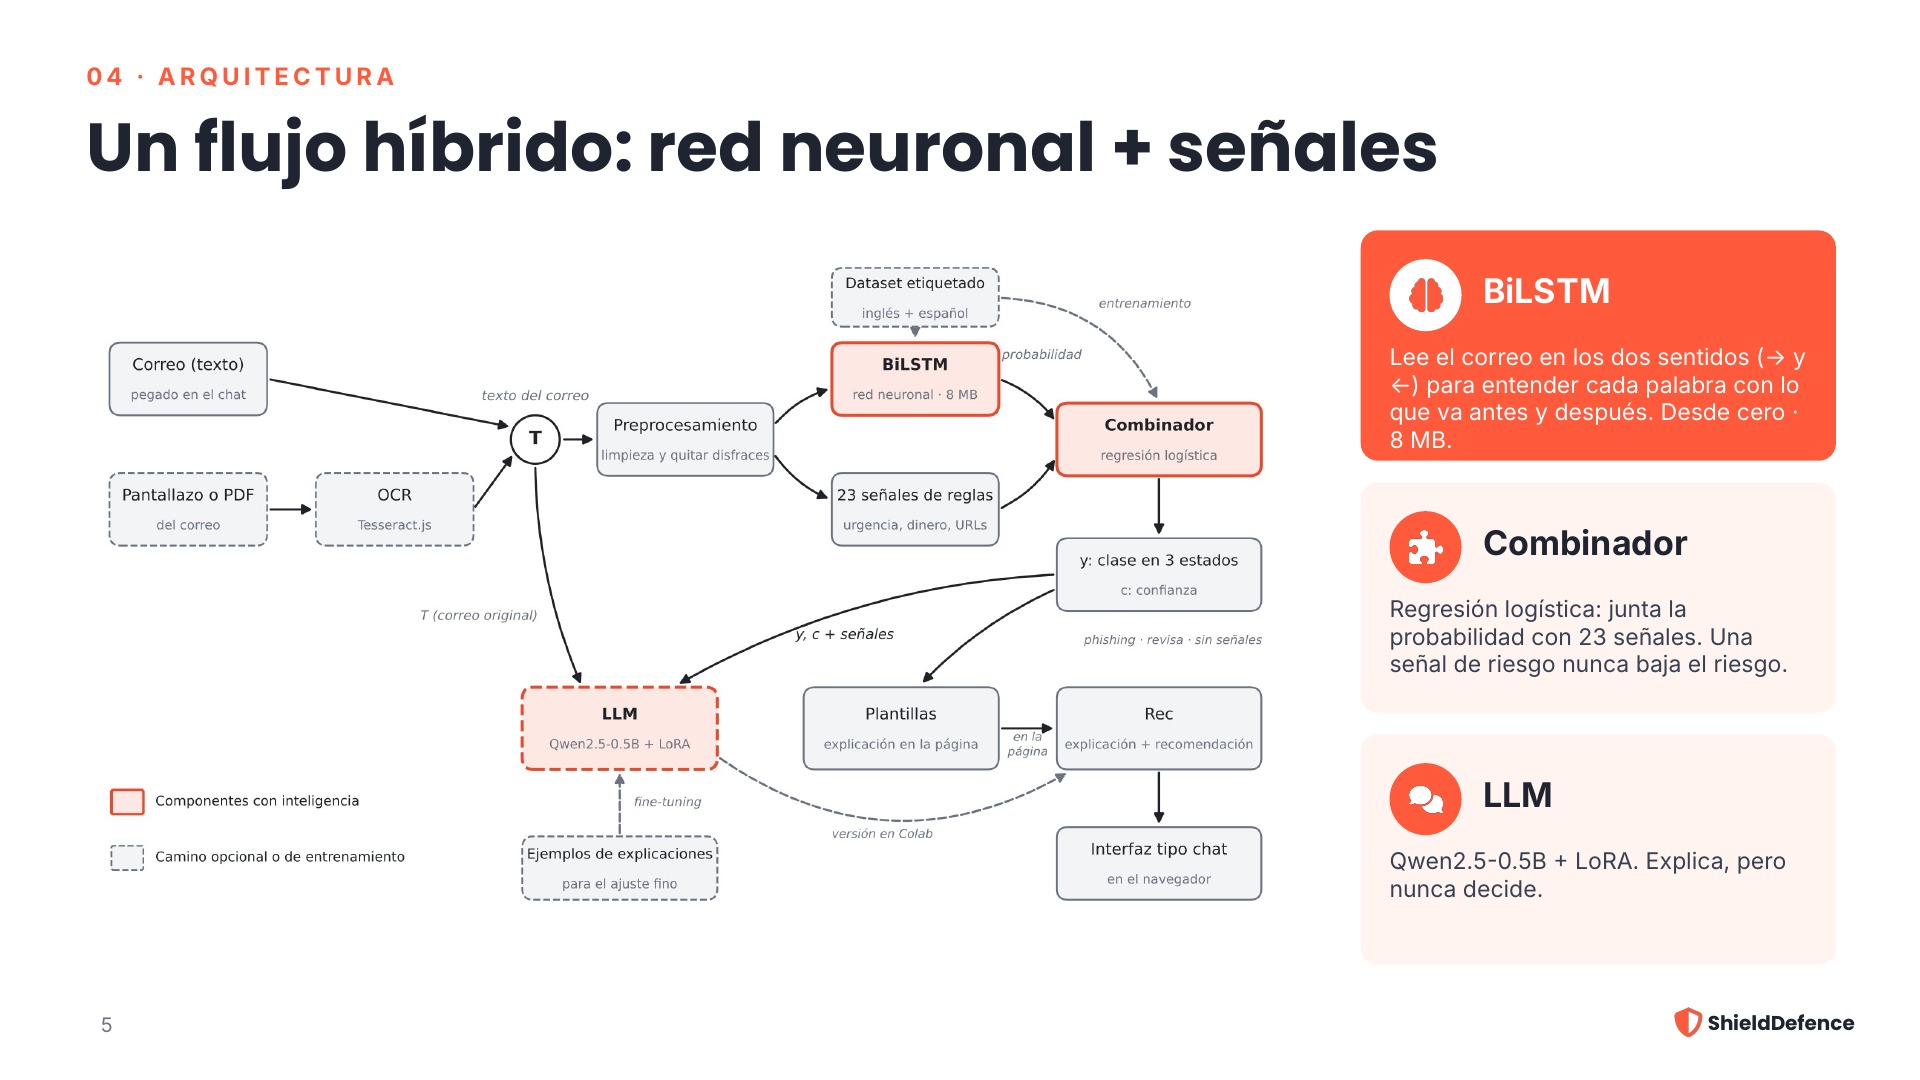 04 · ARQUITECTURA
Un flujo híbrido: red neuronal + señales
Dataset etiquetado
inglés + español
entrenamiento
Correo (texto)
pegado en el chat
BiLSTM
red neuronal · 8 MB
probabilidad
texto del correo
T
Preprocesamiento
limpieza y quitar disfraces
Combinador
regresión logística
Pantallazo o PDF
del correo
OCR
Tesseract.js
23 señales de reglas
urgencia, dinero, URLs
y: clase en 3 estados
c: confianza
T (correo original)
y, c + señales
phishing · revisa · sin señales
LLM
Qwen2.5-0.5B + LoRA
Plantillas
explicación en la página
en la
página
Rec
explicación + recomendación
Componentes con inteligencia
fine-tuning
versión en Colab
Camino opcional o de entrenamiento
Ejemplos de explicaciones
para el ajuste fino
Interfaz tipo chat
en el navegador
BiLSTM
Lee el correo en los dos sentidos (→ y
←) para entender cada palabra con lo
que va antes y después. Desde cero ·
8 MB.
Combinador
Regresión logística: junta la
probabilidad con 23 señales. Una
señal de riesgo nunca baja el riesgo.
LLM
Qwen2.5-0.5B + LoRA. Explica, pero
nunca decide.
5
ShieldDefence